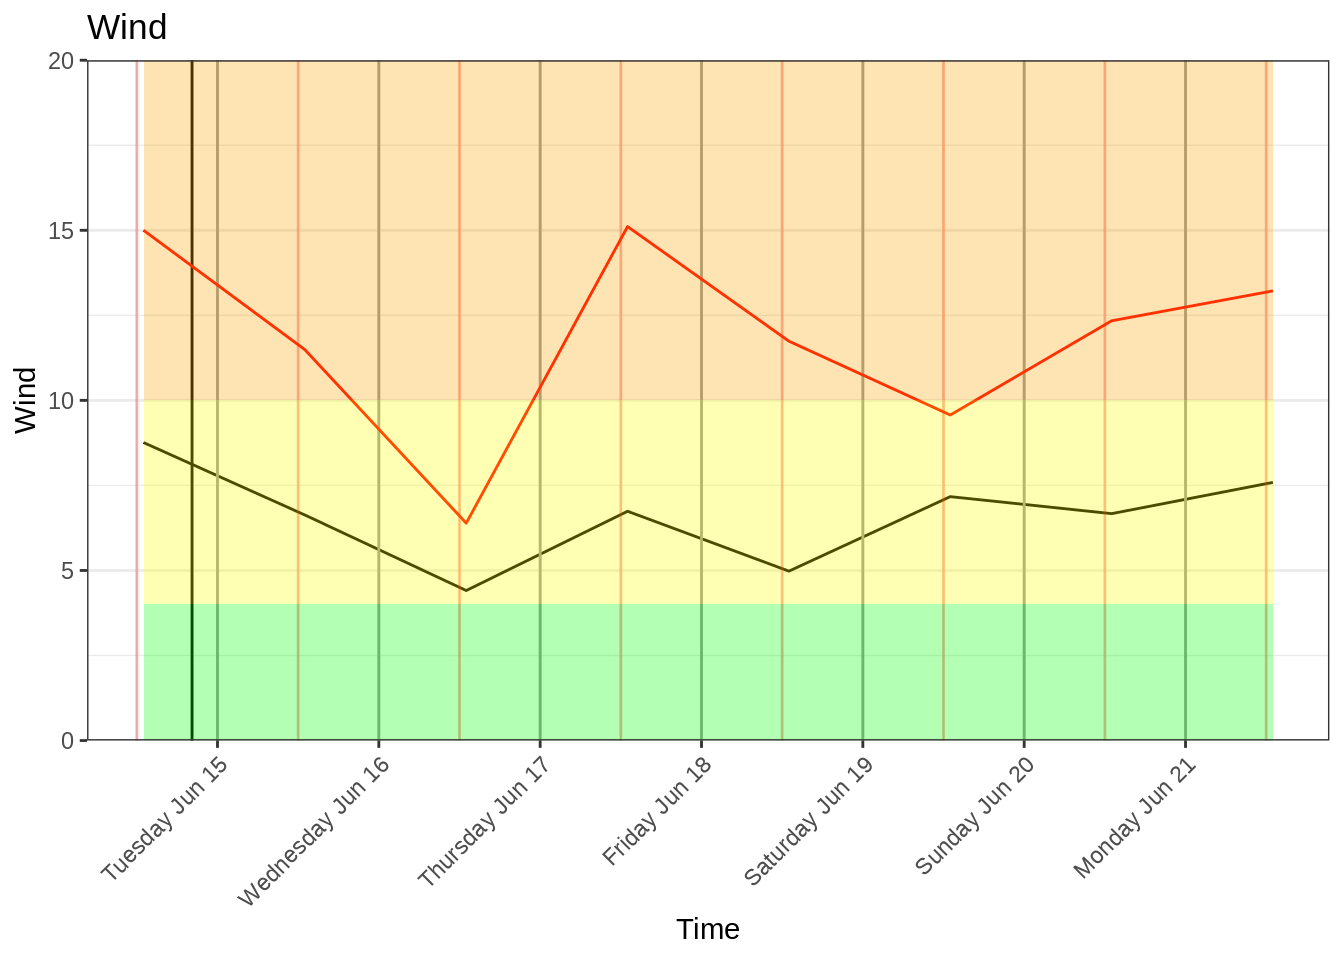 Wind
20
15
10
5
0
Wind
Tuesday Jun 15
Wednesday Jun 16
Thursday Jun 17
Friday Jun 18
Saturday Jun 19
Sunday Jun 20
Monday Jun 21
Time